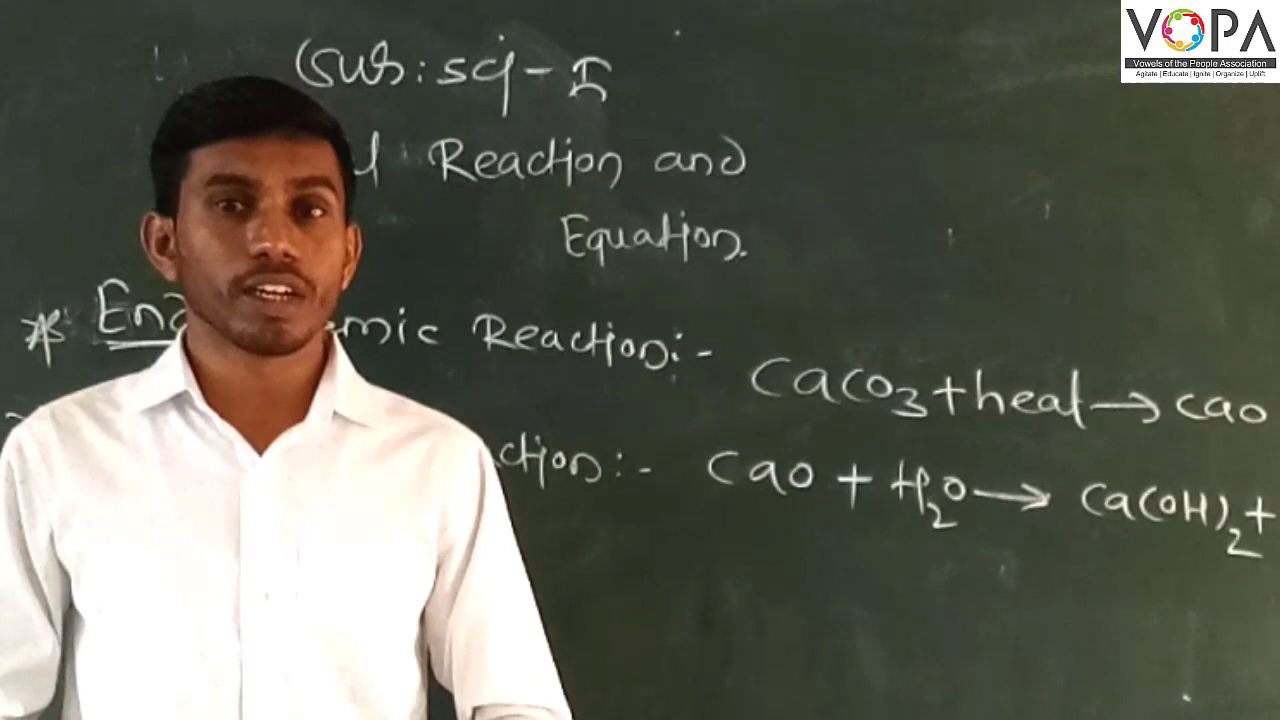 VOPA
Vowels of the People Association
Agitate | Educate | Ignite | Organize | Uplift
Sub: sci - I
Reaction and
Equation.
* mic Reaction:- CaCO3 + heat → CaO
ction:- CaO + H2O → Ca(OH)2 +